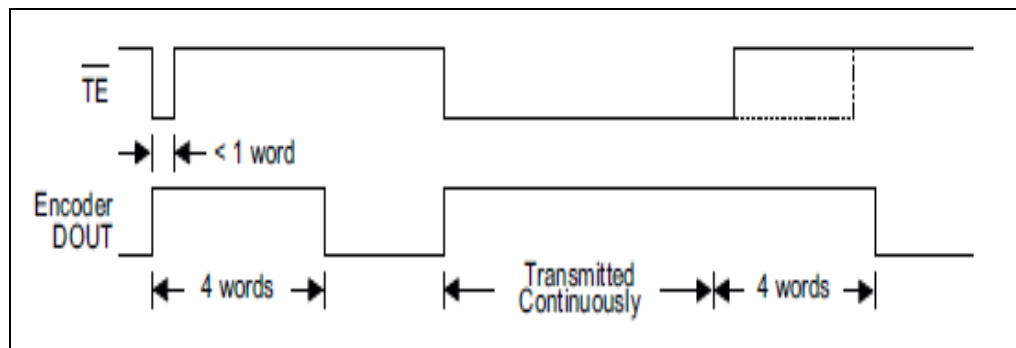 TE
< 1 word
Encoder
DOUT
4 words
Transmitted
Continuously
4 words